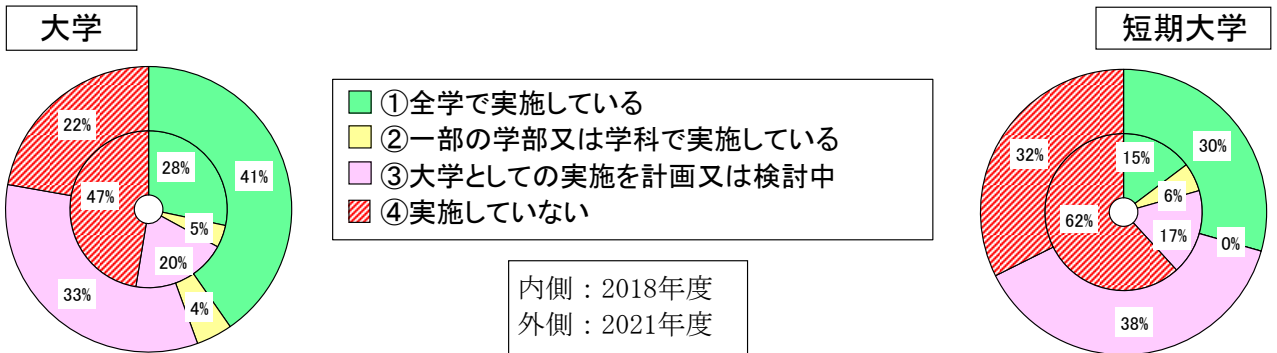 大学
短期大学
22%
28%
41%
47%
5%
20%
33%
4%
①全学で実施している
②一部の学部又は学科で実施している
③大学としての実施を計画又は検討中
④実施していない
内側：2018年度
外側：2021年度
32%
15%
30%
6%
62%
17%
0%
38%